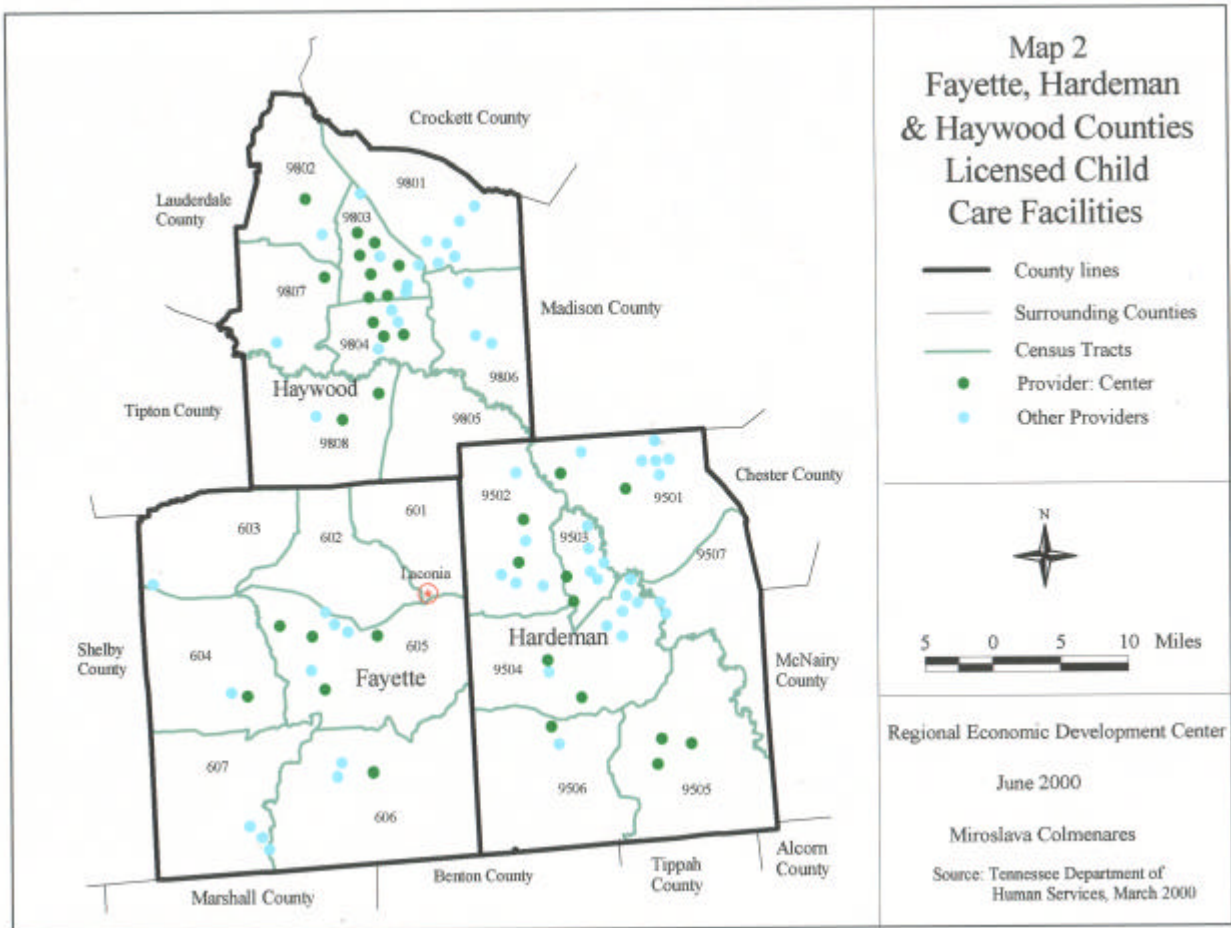 Map 2
Fayette, Hardeman
& Haywood Counties
Licensed Child
Care Facilities
County lines
Surrounding Counties
Census Tracts
Provider: Center
Other Providers
N
5 0 5 10 Miles
Regional Economic Development Center
June 2000
Miroslava Colmenares
Source: Tennessee Department of
Human Services, March 2000
Crockett County
9802
9801
Lauderdale
County
9803
9807
Madison County
9804
9806
Haywood
Tipton County
9805
9808
Chester County
9502
9501
601
603
602
9503
9507
Laconia
Shelby
County
604
605
Hardeman
9504
McNairy
County
Fayette
607
606
9506
9505
Alcorn
County
Tippah
County
Benton County
Marshall County